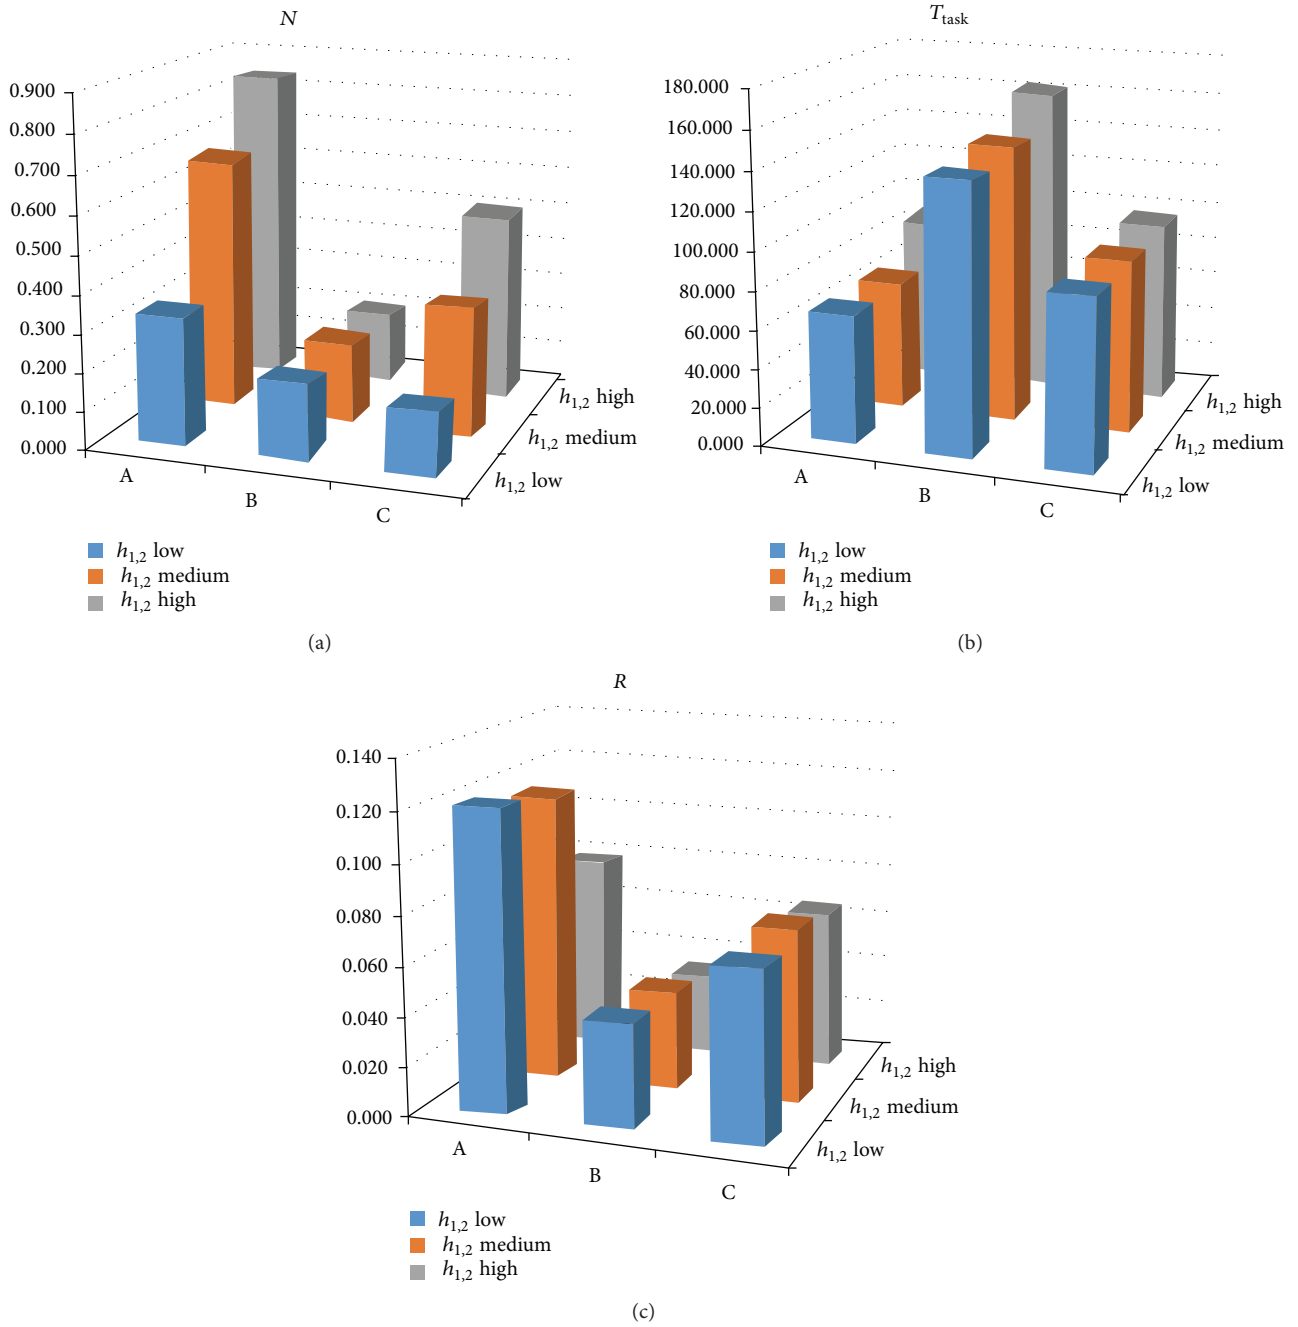 N
0.900
0.800
0.700
0.600
0.500
0.400
0.300
0.200
0.100
0.000
A
B
C
h1,2 high
h1,2 medium
h1,2 low
h1,2 low
h1,2 medium
h1,2 high
(a)
Ttask
180.000
160.000
140.000
120.000
100.000
80.000
60.000
40.000
20.000
0.000
A
B
C
h1,2 high
h1,2 medium
h1,2 low
h1,2 low
h1,2 medium
h1,2 high
(b)
R
0.140
0.120
0.100
0.080
0.060
0.040
0.020
0.000
A
B
C
h1,2 high
h1,2 medium
h1,2 low
h1,2 low
h1,2 medium
h1,2 high
(c)